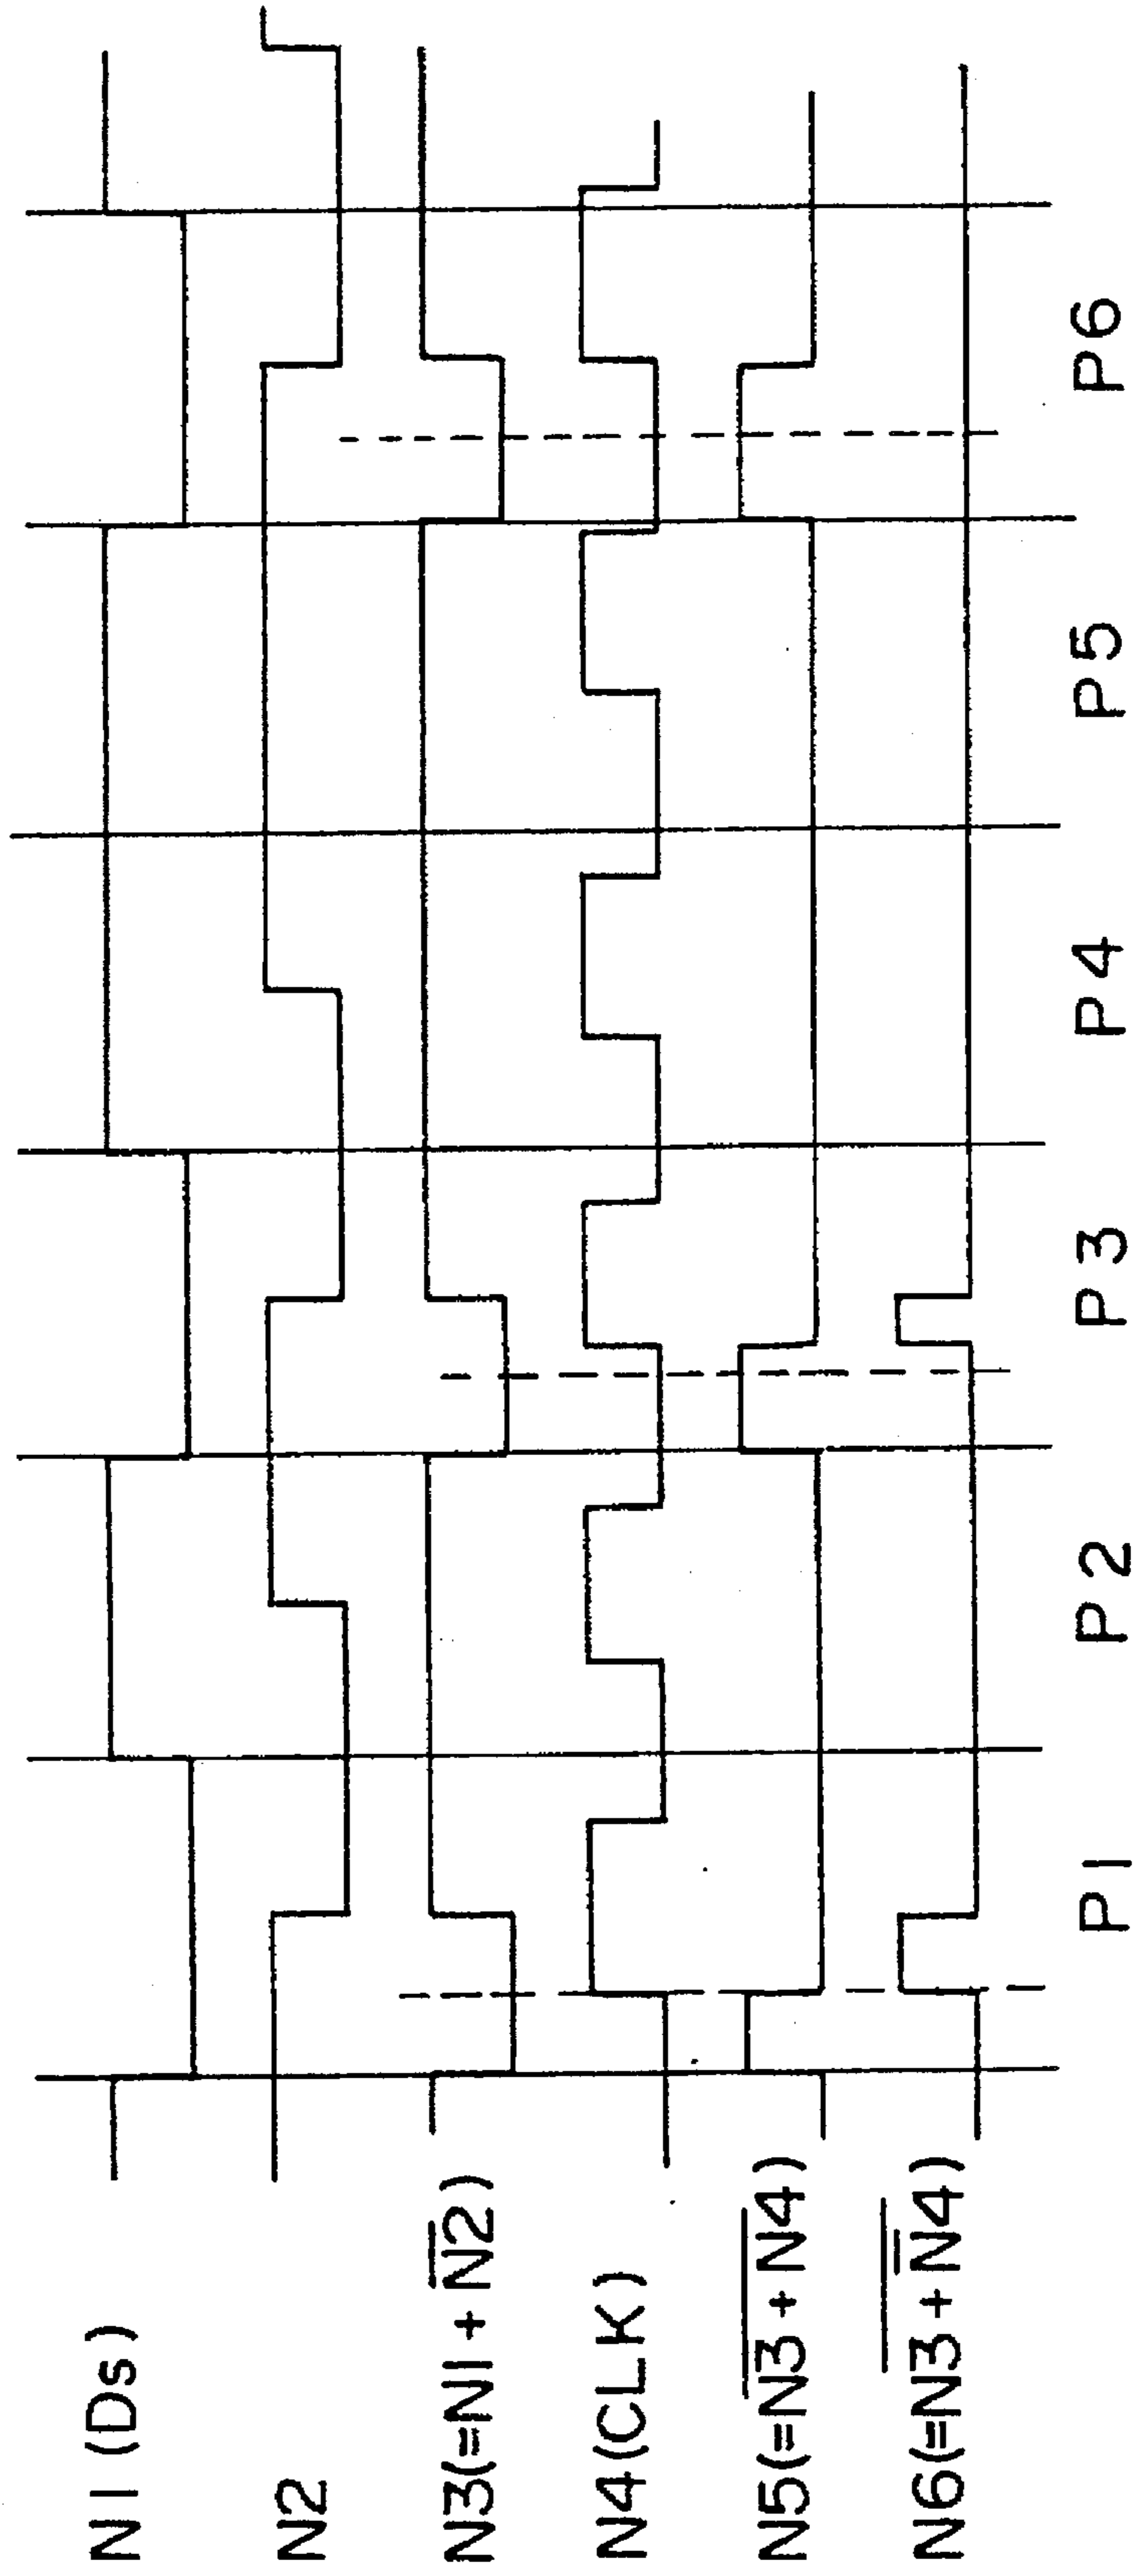 N1 (Ds)
N2
N3(=N1 + N̅2̅)
N4(CLK)
N5(=N̅3̅ ̅+̅ ̅N̅4̅)
N6(=N̅3̅ ̅+̅ ̅N̿4̅)
P1 P2 P3 P4 P5 P6